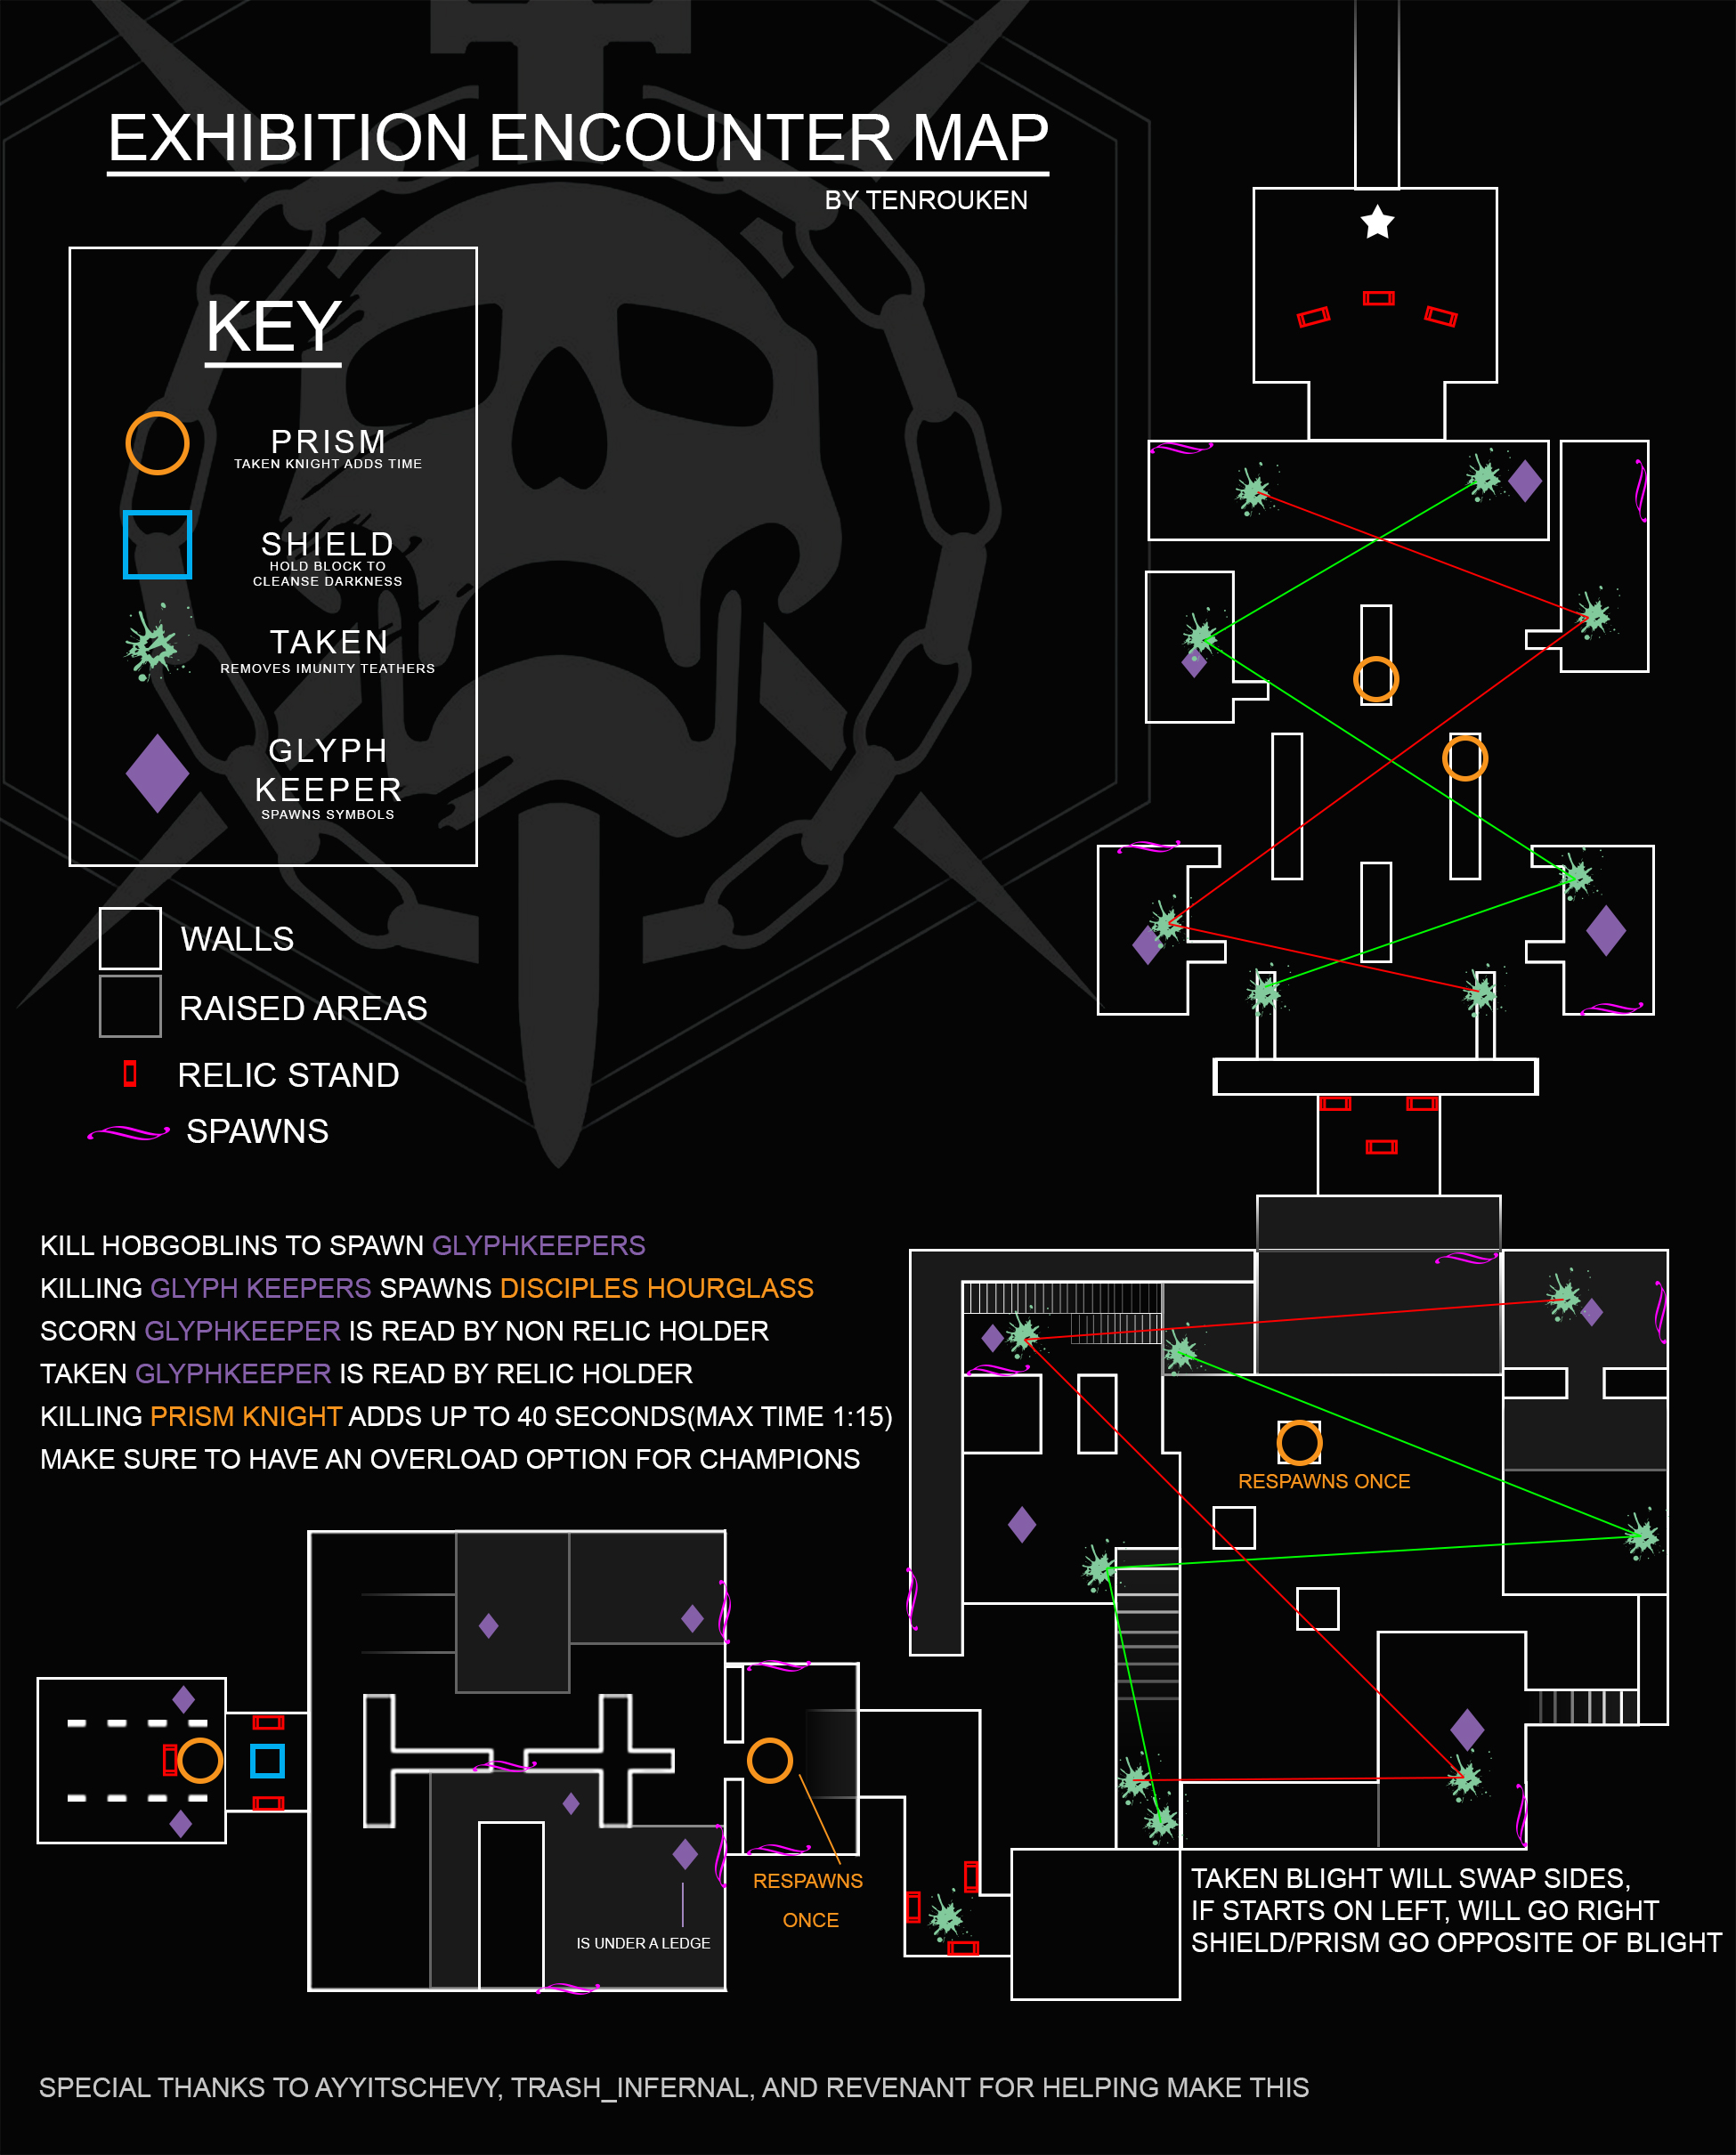 EXHIBITION ENCOUNTER MAP
BY TENROUKEN
KEY
PRISM
TAKEN KNIGHT ADDS TIME
SHIELD
HOLD BLOCK TO
CLEANSE DARKNESS
TAKEN
REMOVES IMUNITY TEATHERS
GLYPH
KEEPER
SPAWNS SYMBOLS
WALLS
RAISED AREAS
RELIC STAND
SPAWNS
KILL HOBGOBLINS TO SPAWN GLYPHKEEPERS
KILLING GLYPH KEEPERS SPAWNS DISCIPLES HOURGLASS
SCORN GLYPHKEEPER IS READ BY NON RELIC HOLDER
TAKEN GLYPHKEEPER IS READ BY RELIC HOLDER
KILLING PRISM KNIGHT ADDS UP TO 40 SECONDS(MAX TIME 1:15)
MAKE SURE TO HAVE AN OVERLOAD OPTION FOR CHAMPIONS
RESPAWNS ONCE
RESPAWNS
ONCE
IS UNDER A LEDGE
TAKEN BLIGHT WILL SWAP SIDES,
IF STARTS ON LEFT, WILL GO RIGHT
SHIELD/PRISM GO OPPOSITE OF BLIGHT
SPECIAL THANKS TO AYYITSCHEVY, TRASH_INFERNAL, AND REVENANT FOR HELPING MAKE THIS